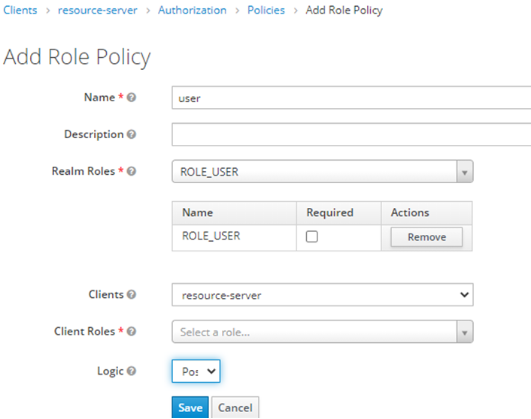 Clients > resource-server > Authorization > Policies > Add Role Policy
Add Role Policy
Name * user
Description
Realm Roles * ROLE_USER
Name Required Actions
ROLE_USER Remove
Clients resource-server
Client Roles * Select a role...
Logic Pos
Save Cancel